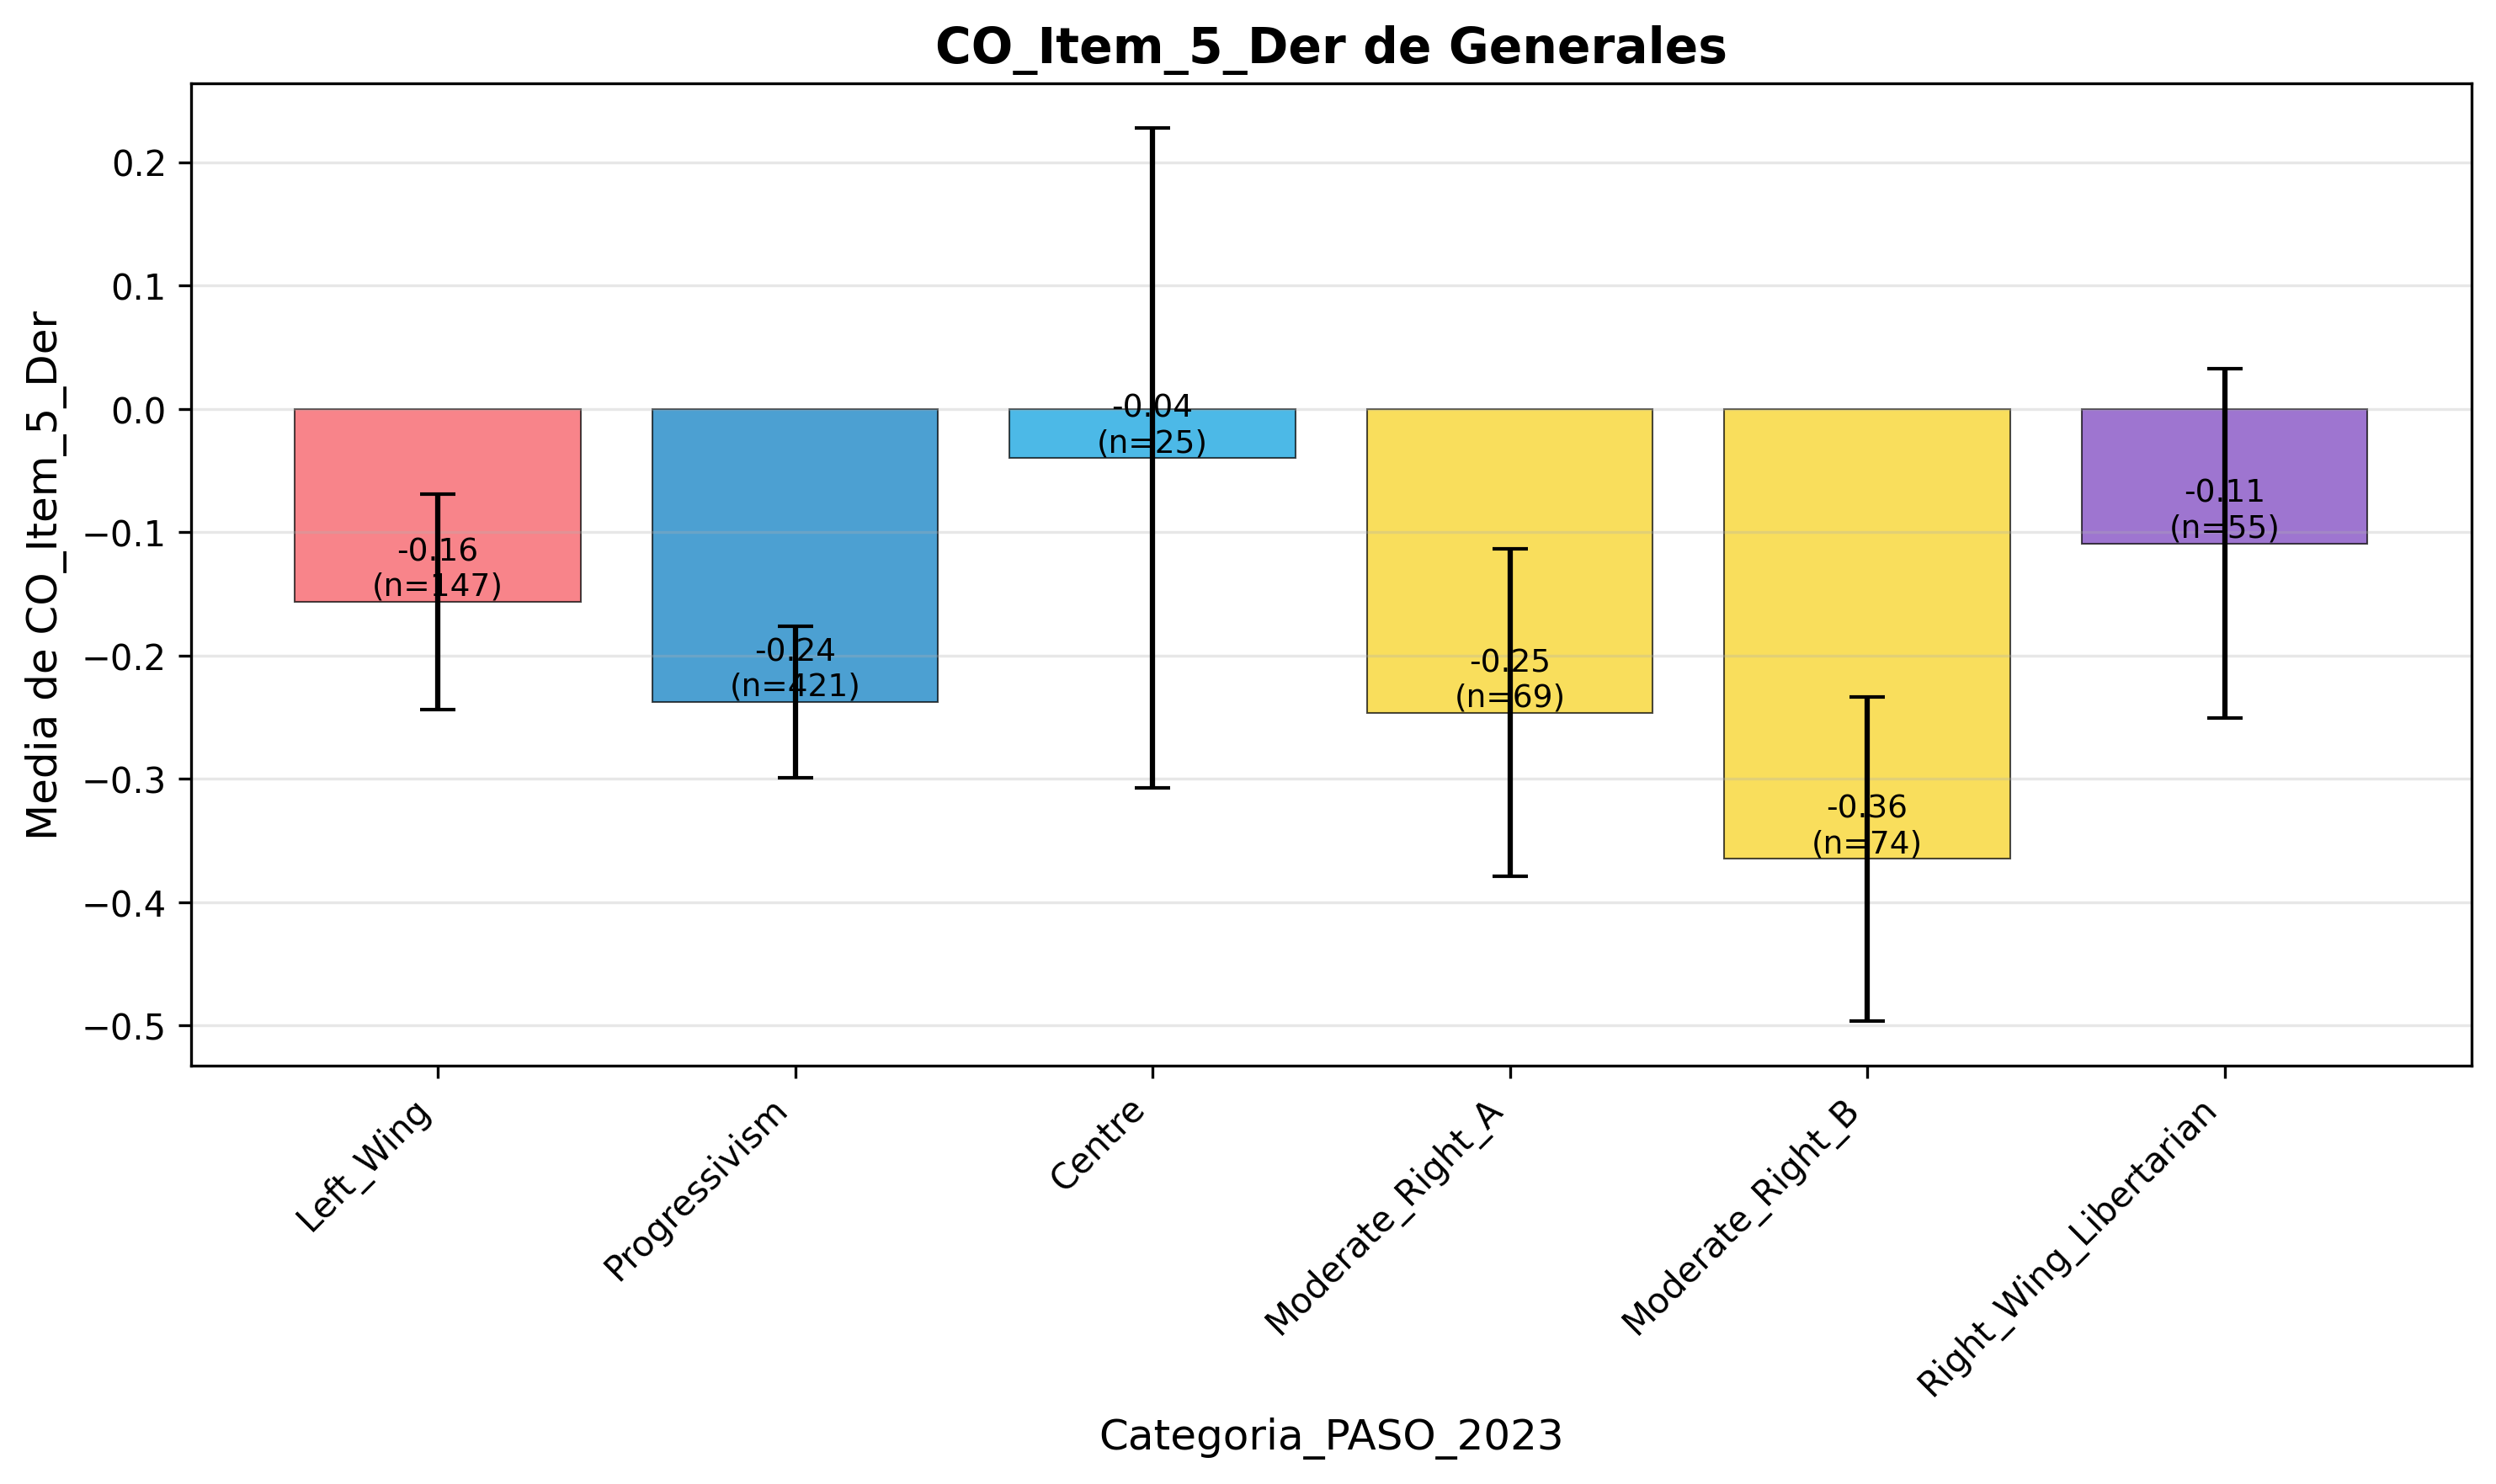 CO_Item_5_Der de Generales
Media de CO_Item_5_Der
0.2
0.1
0.0
−0.1
−0.2
−0.3
−0.4
−0.5
-0.16
(n=147)
-0.24
(n=421)
-0.04
(n=25)
-0.25
(n=69)
-0.36
(n=74)
-0.11
(n=55)
Left_Wing
Progressivism
Centre
Moderate_Right_A
Moderate_Right_B
Right_Wing_Libertarian
Categoria_PASO_2023